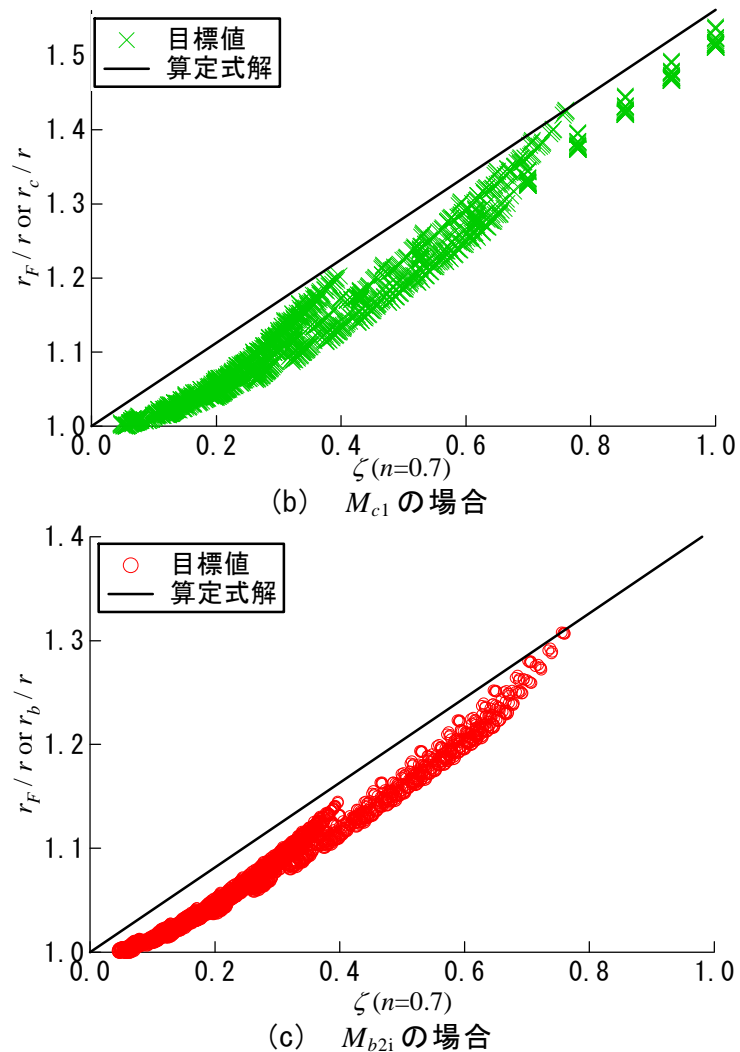 × 目標値
算定式解
1.5
1.4
1.3
1.2
1.1
1.0
r_F / r or r_c / r
0.0 0.2 0.4 0.6 0.8 1.0
ζ(n=0.7)
(b) M_{c1} の場合
1.4
○ 目標値
算定式解
1.3
1.2
1.1
1.0
r_F / r or r_b / r
0.0 0.2 0.4 0.6 0.8 1.0
ζ(n=0.7)
(c) M_{b2i} の場合